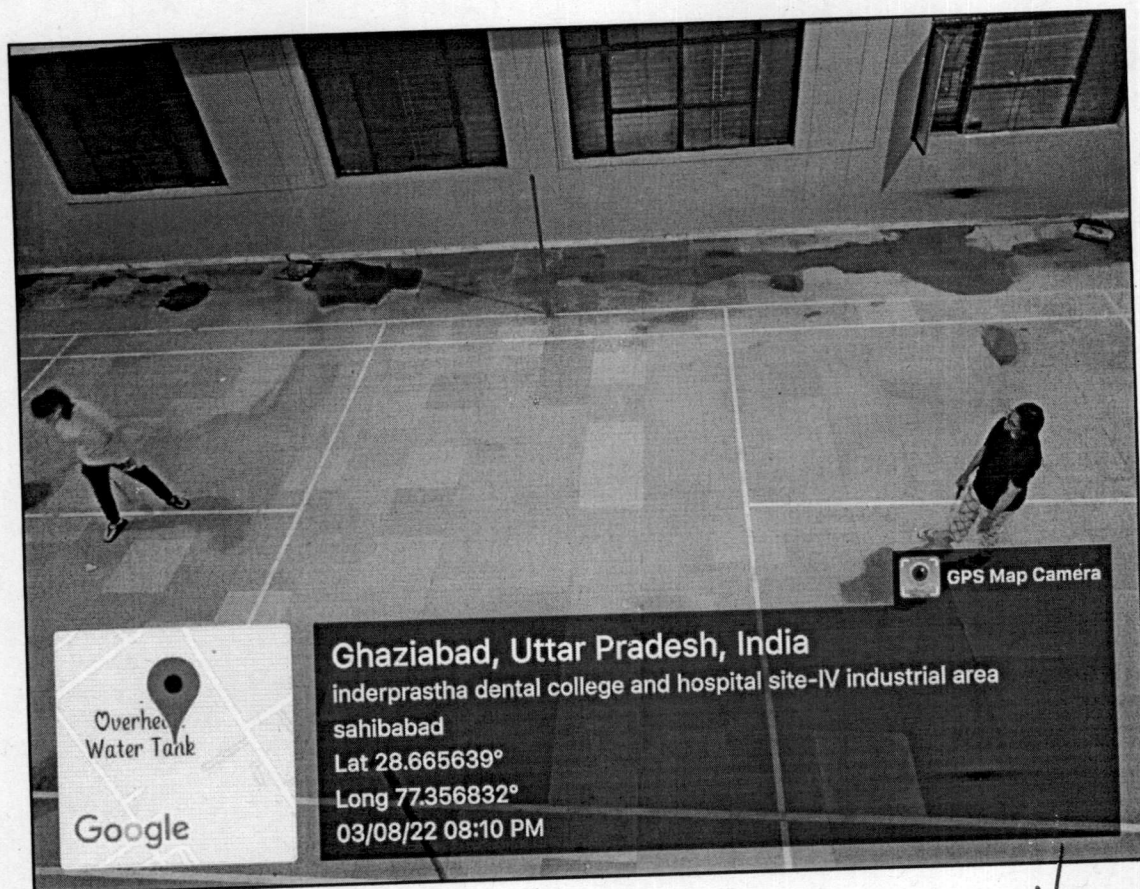 GPS Map Camera
Ghaziabad, Uttar Pradesh, India
inderprastha dental college and hospital site-IV industrial area
sahibabad
Lat 28.665639°
Long 77.356832°
03/08/22 08:10 PM
Water Tank
Google